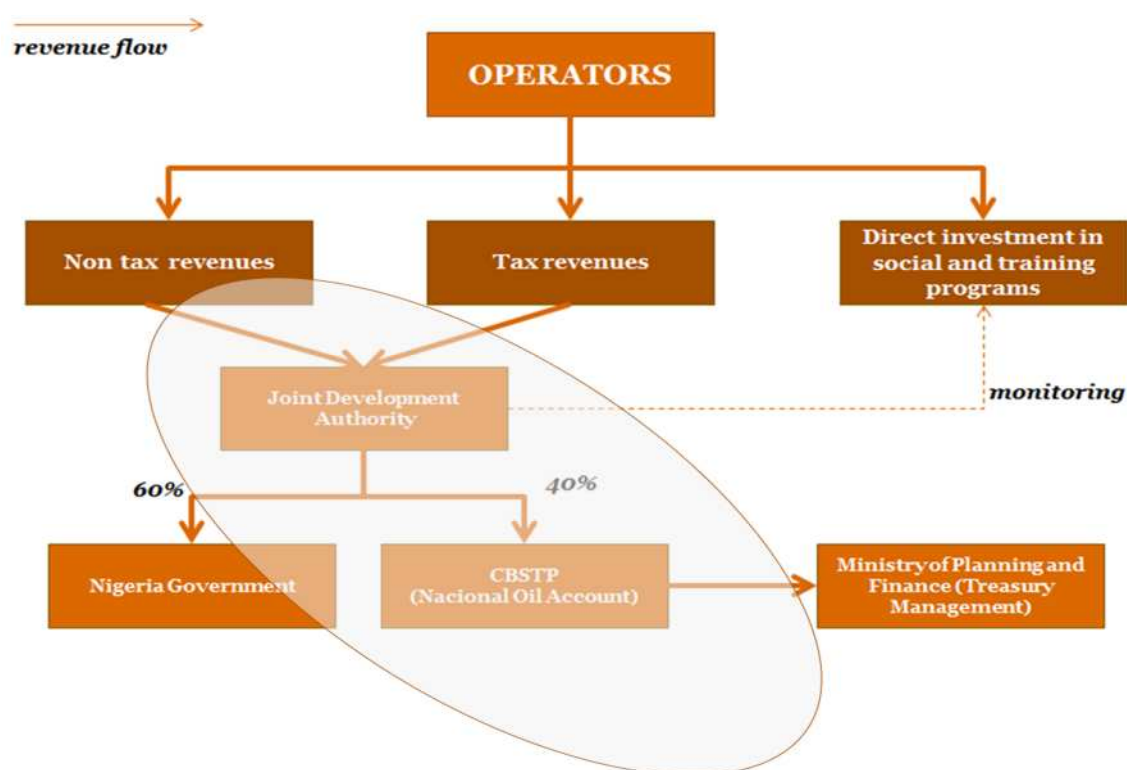 revenue flow
OPERATORS
Non tax revenues
Tax revenues
Direct investment in
social and training
programs
Joint Development
Authority
monitoring
60%
40%
Nigeria Government
CBSTP
(Nacional Oil Account)
Ministry of Planning and
Finance (Treasury
Management)